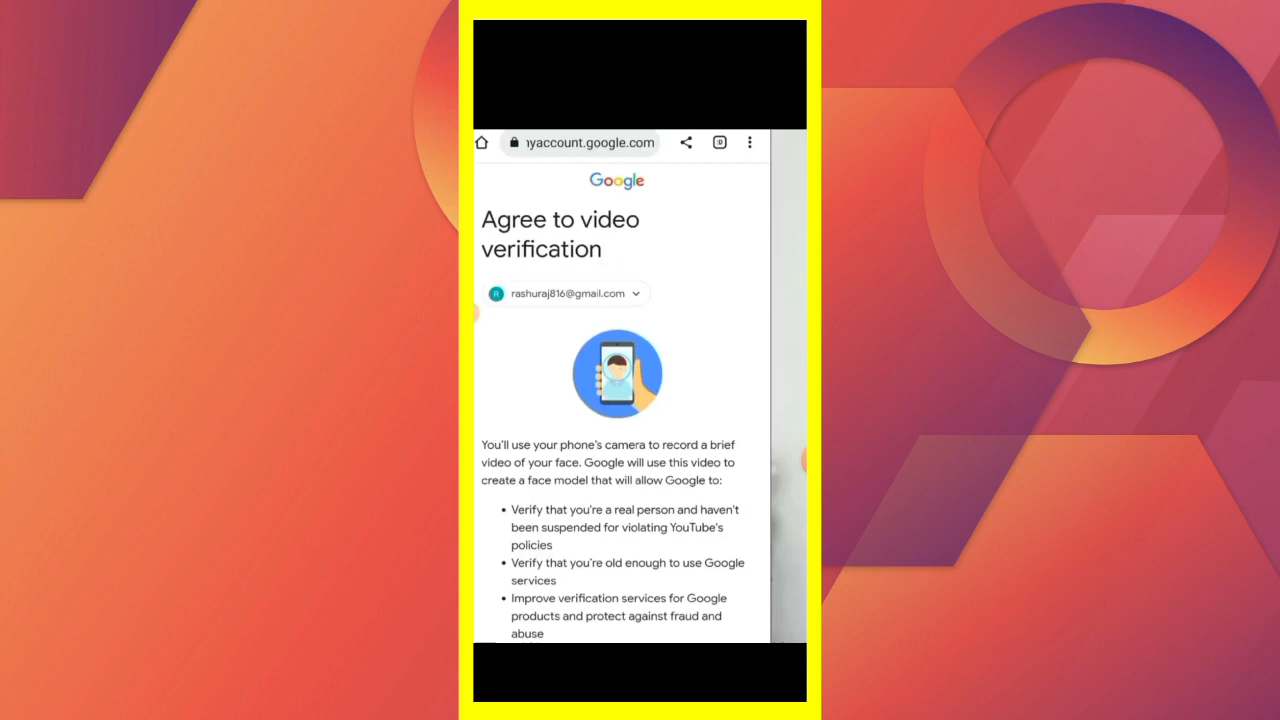 yaccount.google.com
:D
Google
Agree to video
verification
R
rashuraj816@gmail.com
You'll use your phone's camera to record a brief
video of your face. Google will use this video to
create a face model that will allow Google to:
• Verify that you're a real person and haven't
been suspended for violating YouTube's
policies
• Verify that you're old enough to use Google
services
• Improve verification services for Google
products and protect against fraud and
abuse